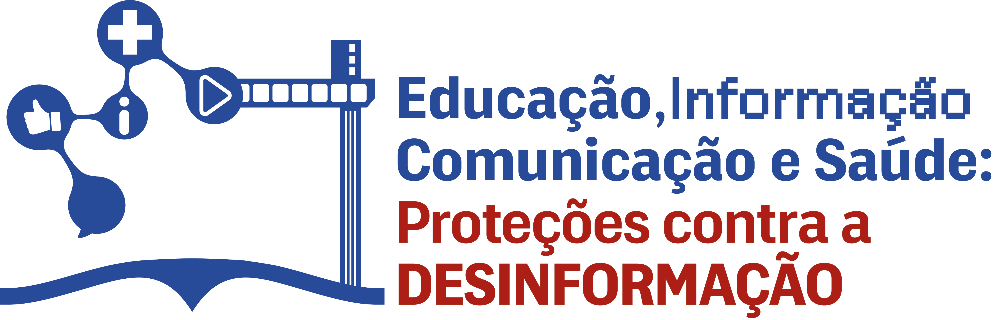 Educação, Informação
Comunicação e Saúde:
Proteções contra a
DESINFORMAÇÃO